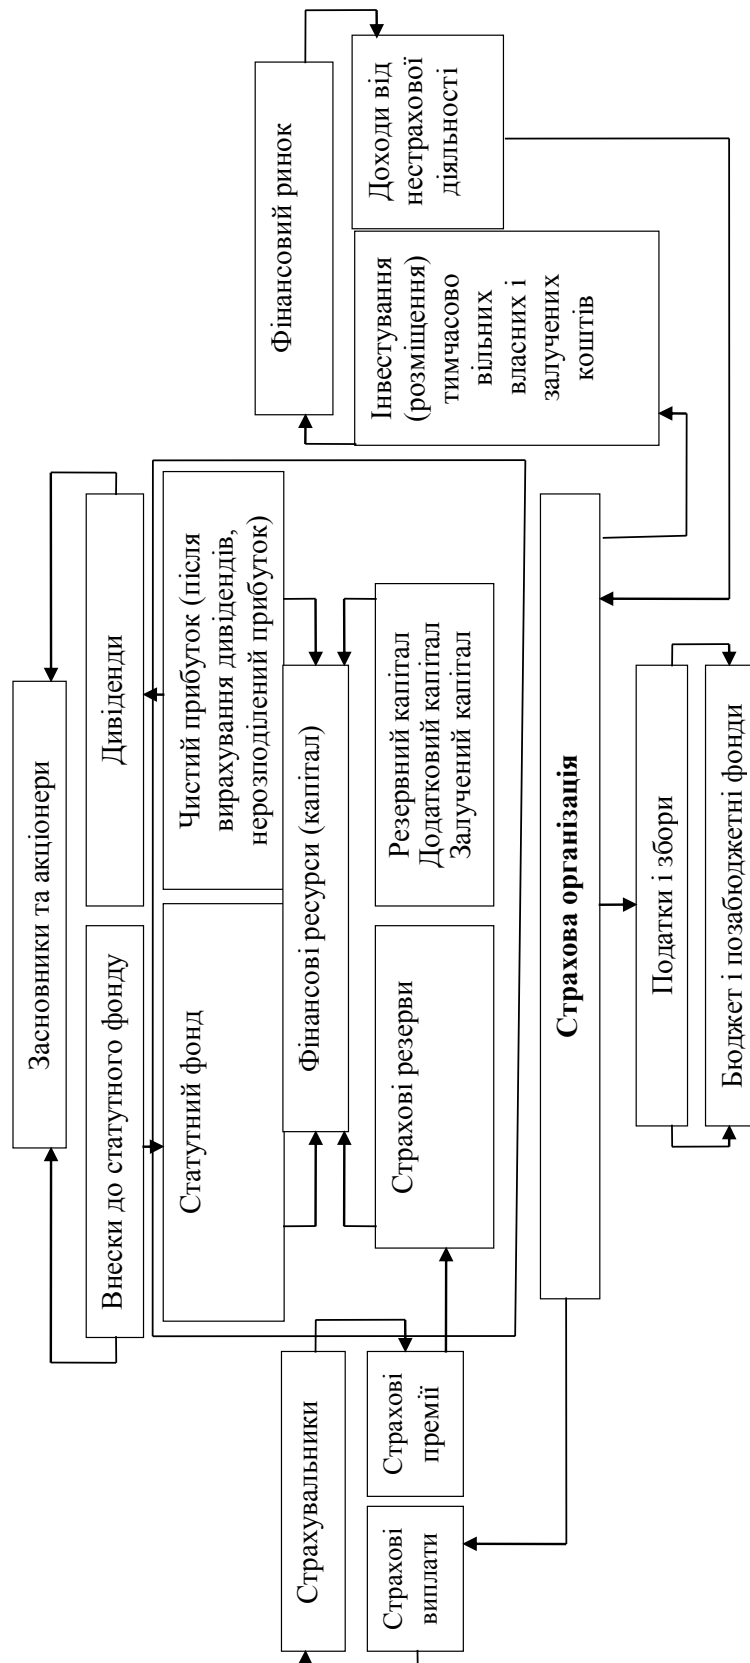 Засновники та акціонери
Внески до статутного фонду
Дивіденди
Статутний фонд
Чистий прибуток (після
вирахування дивідендів,
нерозподілений прибуток)
Фінансові ресурси (капітал)
Страхові резерви
Резервний капітал
Додатковий капітал
Залучений капітал
Страхувальники
Страхові
виплати
Страхові
премії
Фінансовий ринок
Інвестування
(розміщення)
тимчасово
вільних
власних і
залучених
коштів
Доходи від
нестрахової
діяльності
Страхова організація
Податки і збори
Бюджет і позабюджетні фонди